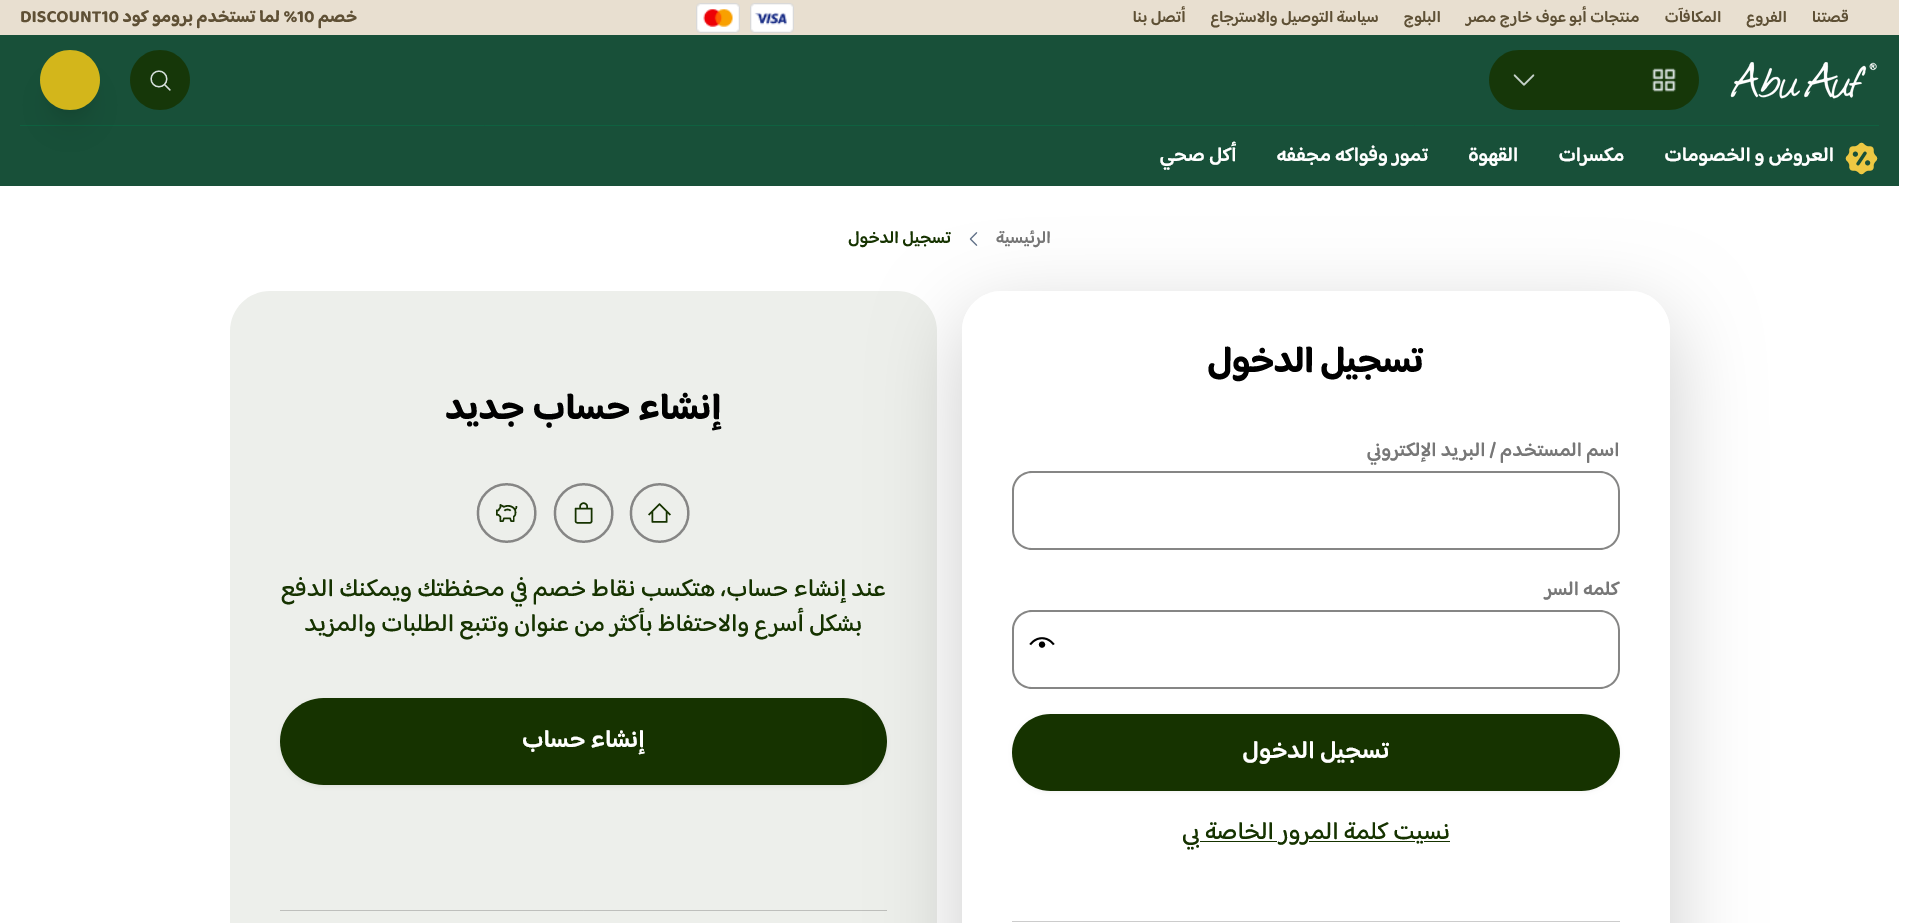 قصتنا
الفروع
المكافآت
منتجات أبو عوف خارج مصر
البلوج
سياسة التوصيل والاسترجاع
أتصل بنا
VISA
خصم 10% لما تستخدم برومو كود DISCOUNT10
Abu Auf®
العروض و الخصومات
مكسرات
القهوة
تمور وفواكه مجففه
أكل صحي
الرئيسية
تسجيل الدخول
تسجيل الدخول
اسم المستخدم / البريد الإلكتروني
كلمه السر
تسجيل الدخول
نسيت كلمة المرور الخاصة بي
إنشاء حساب جديد
عند إنشاء حساب، هتكسب نقاط خصم في محفظتك ويمكنك الدفع
بشكل أسرع والاحتفاظ بأكثر من عنوان وتتبع الطلبات والمزيد
إنشاء حساب